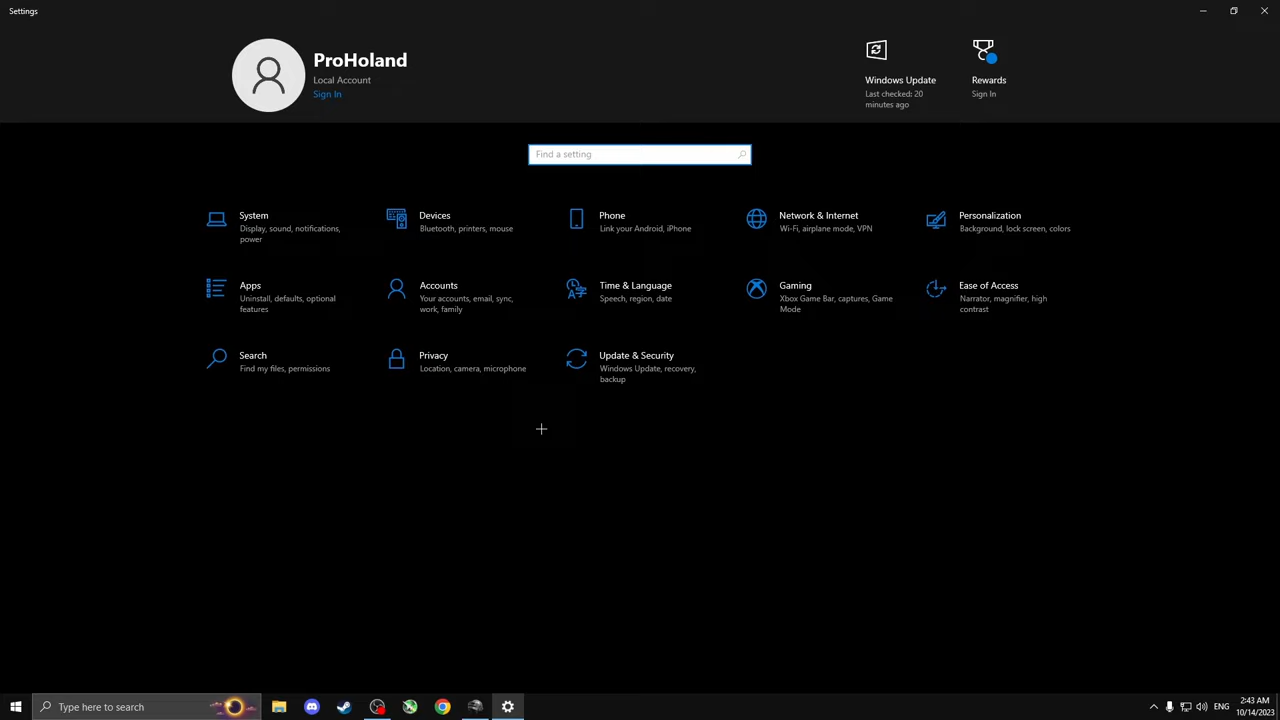 Settings
ProHoland
Local Account
Sign In
Windows Update
Last checked: 20
minutes ago
Rewards
Sign In
Find a setting
System
Display, sound, notifications,
power
Devices
Bluetooth, printers, mouse
Phone
Link your Android, iPhone
Network & Internet
Wi-Fi, airplane mode, VPN
Personalization
Background, lock screen, colors
Apps
Uninstall, defaults, optional
features
Accounts
Your accounts, email, sync,
work, family
Time & Language
Speech, region, date
Gaming
Xbox Game Bar, captures, Game
Mode
Ease of Access
Narrator, magnifier, high
contrast
Search
Find my files, permissions
Privacy
Location, camera, microphone
Update & Security
Windows Update, recovery,
backup
Type here to search
ENG
2:43 AM
10/14/2023